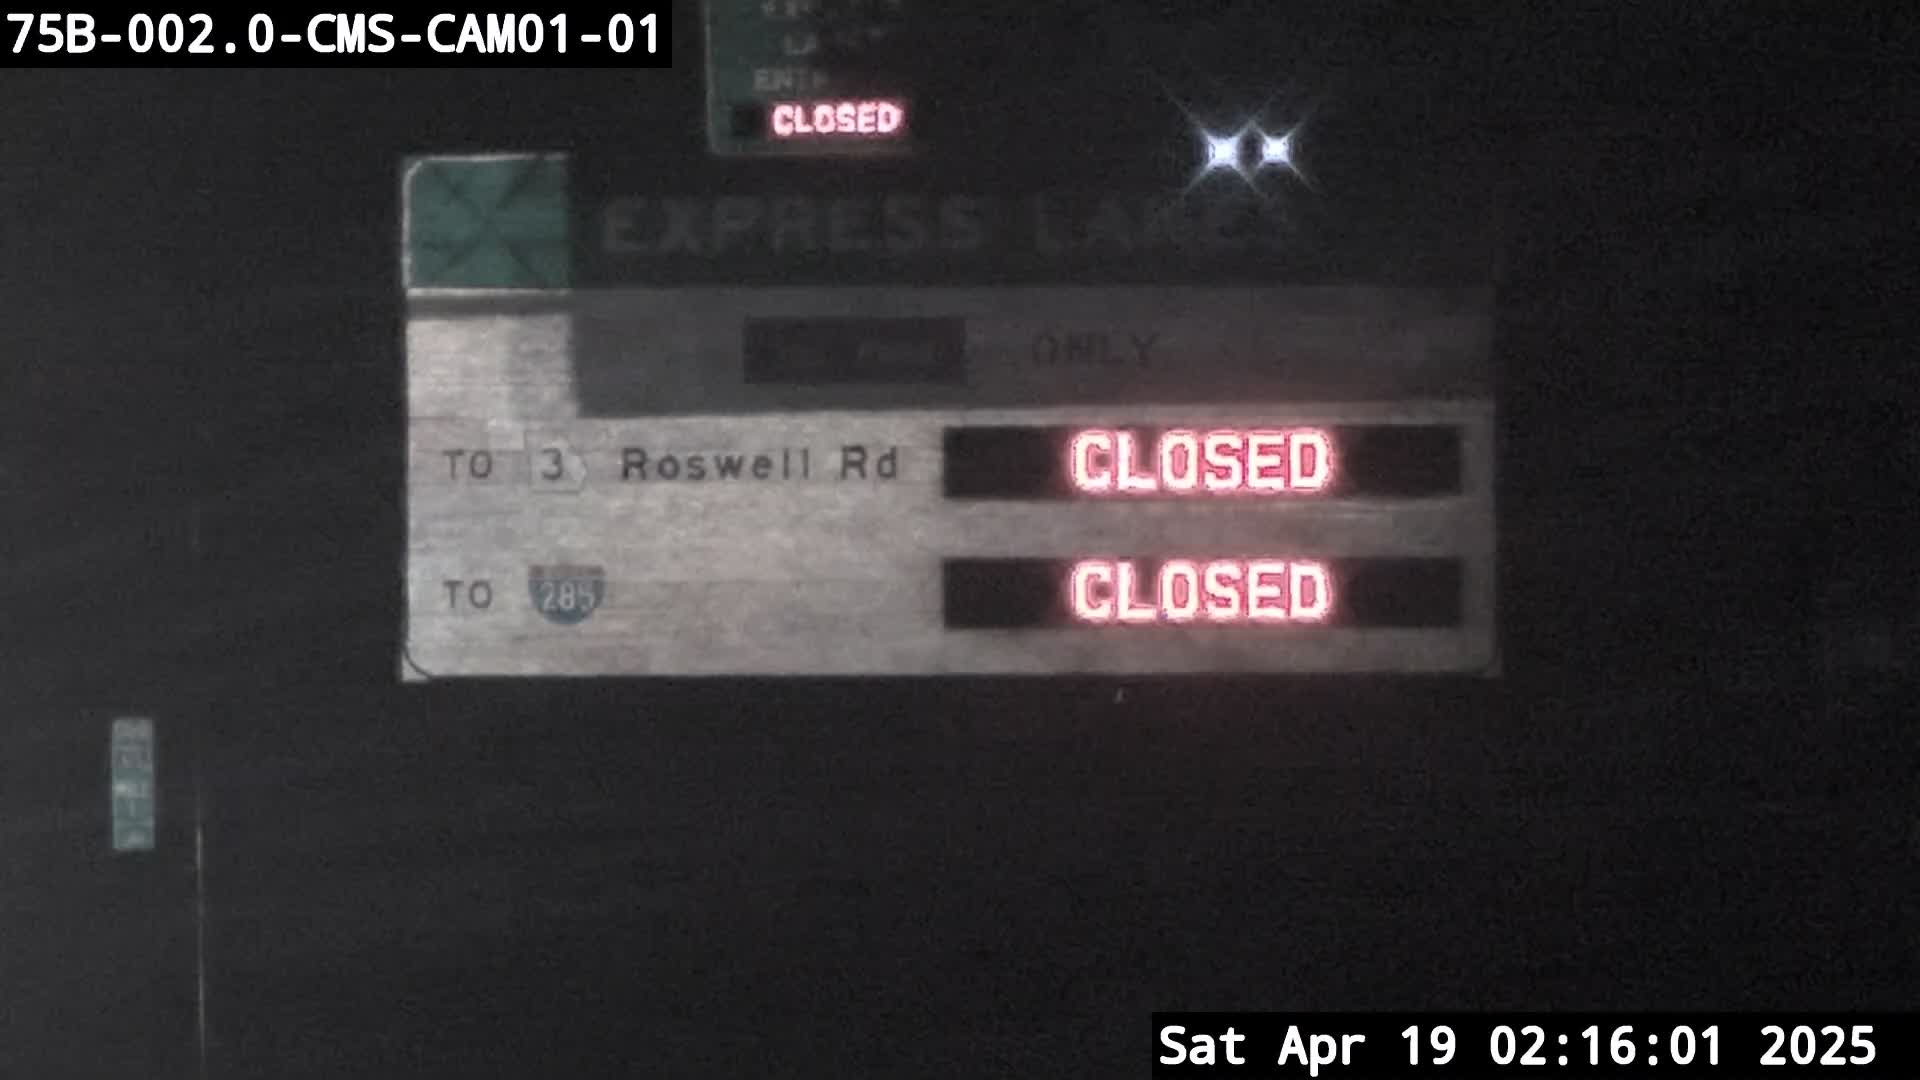 75B-002.0-CMS-CAM01-01
CLOSED
EXPRESS LANES
ONLY
TO 3 Roswell Rd CLOSED
TO 285 CLOSED
Sat Apr 19 02:16:01 2025